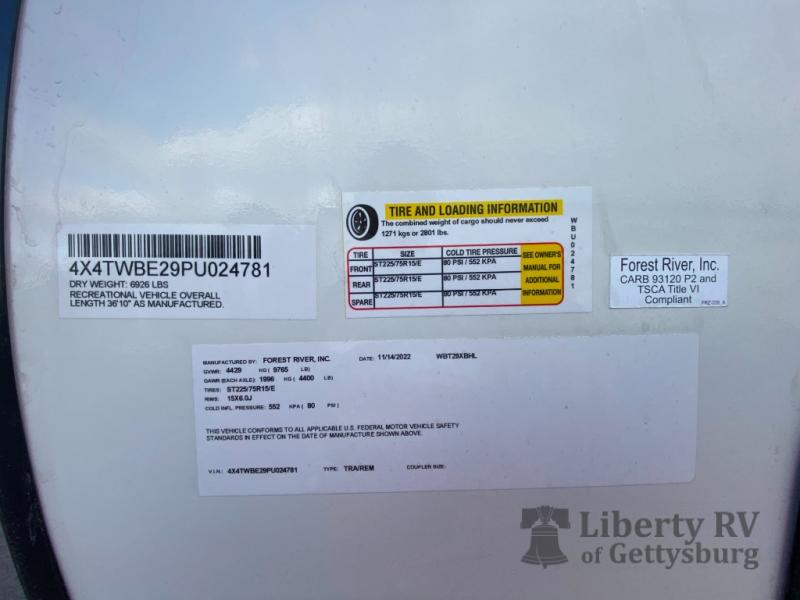 4X4TWBE29PU024781
DRY WEIGHT: 6926 LBS
RECREATIONAL VEHICLE OVERALL
LENGTH 36'10" AS MANUFACTURED.
TIRE AND LOADING INFORMATION
The combined weight of cargo should never exceed
1271 kgs or 2801 lbs.
TIRE SIZE COLD TIRE PRESSURE
FRONT ST225/75R15/E 80 PSI / 552 KPA
REAR ST225/75R15/E 80 PSI / 552 KPA
SPARE ST225/75R15/E 80 PSI / 552 KPA
SEE OWNER'S
MANUAL FOR
ADDITIONAL
INFORMATION
WBU024781
Forest River, Inc.
CARB 93120 P2 and
TSCA Title VI
Compliant
MANUFACTURED BY: FOREST RIVER, INC. DATE: 11/14/2022 WBT29XBHL
GVWR: 4429 KG ( 9765 LB)
GAWR (EACH AXLE): 1996 KG ( 4400 LB)
TIRES: ST225/75R15/E
RIMS: 15X6.0J
COLD INFL. PRESSURE: 552 KPA ( 80 PSI)
THIS VEHICLE CONFORMS TO ALL APPLICABLE U.S. FEDERAL MOTOR VEHICLE SAFETY
STANDARDS IN EFFECT ON THE DATE OF MANUFACTURE SHOWN ABOVE.
V.I.N.: 4X4TWBE29PU024781 TYPE: TRA/REM COUPLER SIZE:
Liberty RV
of Gettysburg